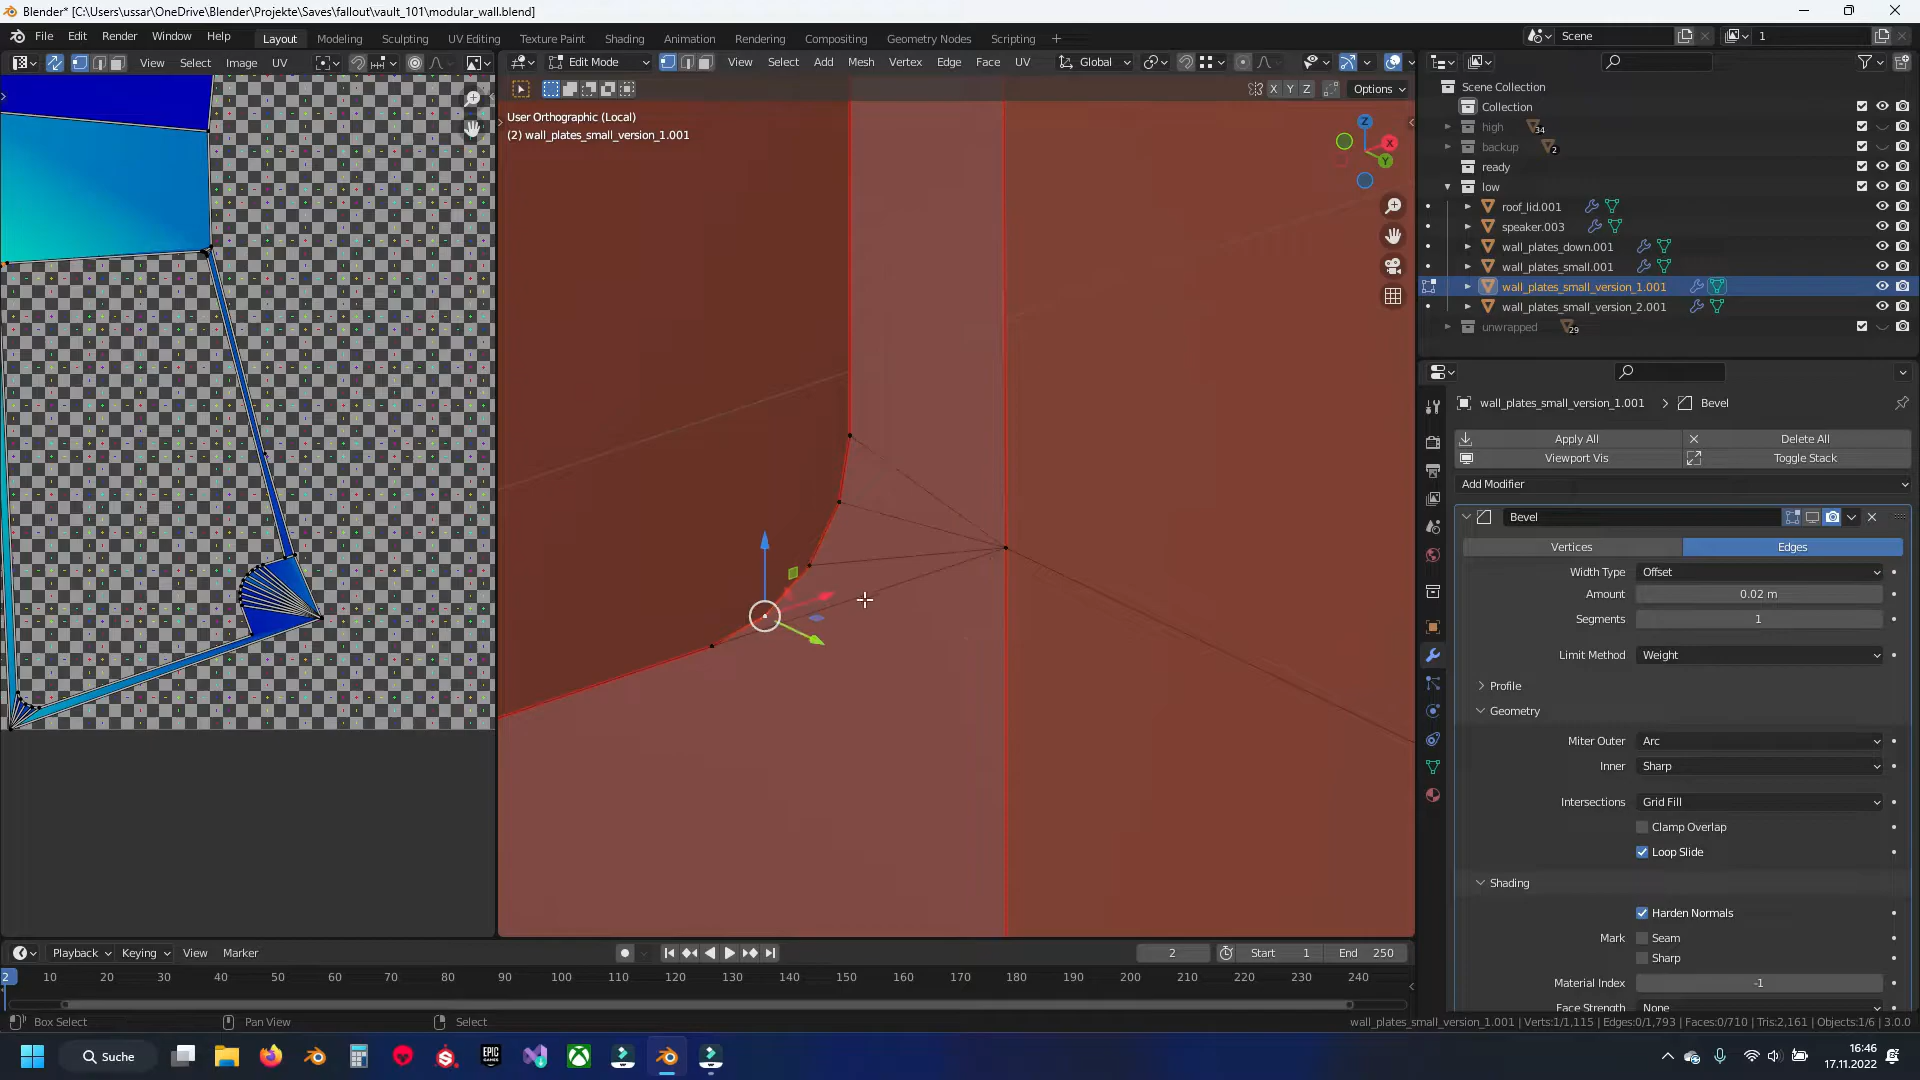 Blender* [C:\Users\ussar\OneDrive\Blender\Projekte\Saves\fallout\vault_101\modular_wall.blend]
File Edit Render Window Help Layout Modeling Sculpting UV Editing Texture Paint Shading Animation Rendering Compositing Geometry Nodes Scripting + Scene 1
View Select Image UV Edit Mode View Select Add Mesh Vertex Edge Face UV Global
X Y Z Options
User Orthographic (Local)
(2) wall_plates_small_version_1.001
Z
X
Y
Scene Collection
Collection
high 34
backup 2
ready
low
roof_lid.001
speaker.003
wall_plates_down.001
wall_plates_small.001
wall_plates_small_version_1.001
wall_plates_small_version_2.001
unwrapped 29
wall_plates_small_version_1.001 > Bevel
Apply All Delete All
Viewport Vis Toggle Stack
Add Modifier
Bevel
Vertices Edges
Width Type Offset
Amount 0.02 m
Segments 1
Limit Method Weight
Profile
Geometry
Miter Outer Arc
Inner Sharp
Intersections Grid Fill
Clamp Overlap
Loop Slide
Shading
Harden Normals
Mark Seam
Sharp
Material Index -1
Face Strength None
Playback Keying View Marker 2 Start 1 End 250
2 10 20 30 40 50 60 70 80 90 100 110 120 130 140 150 160 170 180 190 200 210 220 230 240
Box Select Pan View Select wall_plates_small_version_1.001 | Verts:1/1,115 | Edges:0/1,793 | Faces:0/710 | Tris:2,161 | Objects:1/6 | 3.0.0
Suche EPIC GAMES 16:46
17.11.2022